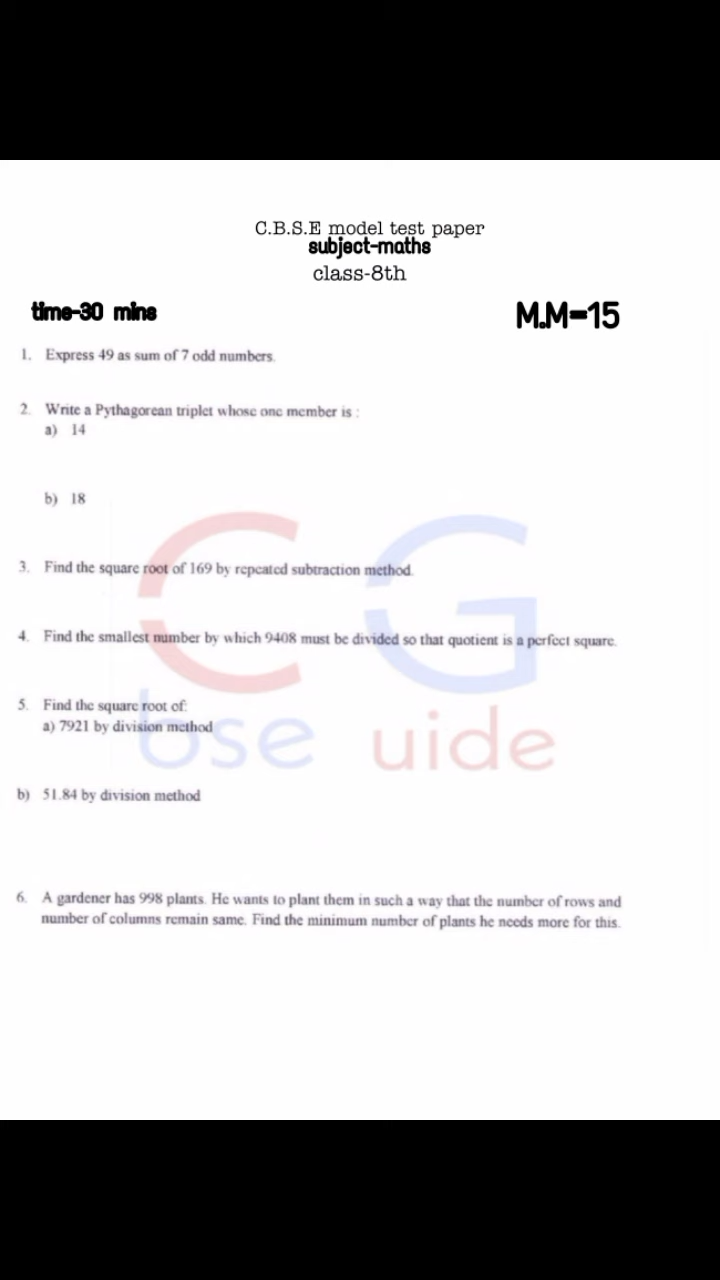 C.B.S.E model test paper
subject-maths
class-8th
time-30 mins
M.M=15
1. Express 49 as sum of 7 odd numbers.
2. Write a Pythagorean triplet whose one member is :
a) 14
b) 18
3. Find the square root of 169 by repeated subtraction method.
4. Find the smallest number by which 9408 must be divided so that quotient is a perfect square.
5. Find the square root of:
a) 7921 by division method
b) 51.84 by division method
6. A gardener has 998 plants. He wants to plant them in such a way that the number of rows and
number of columns remain same. Find the minimum number of plants he needs more for this.
C G
bse uide